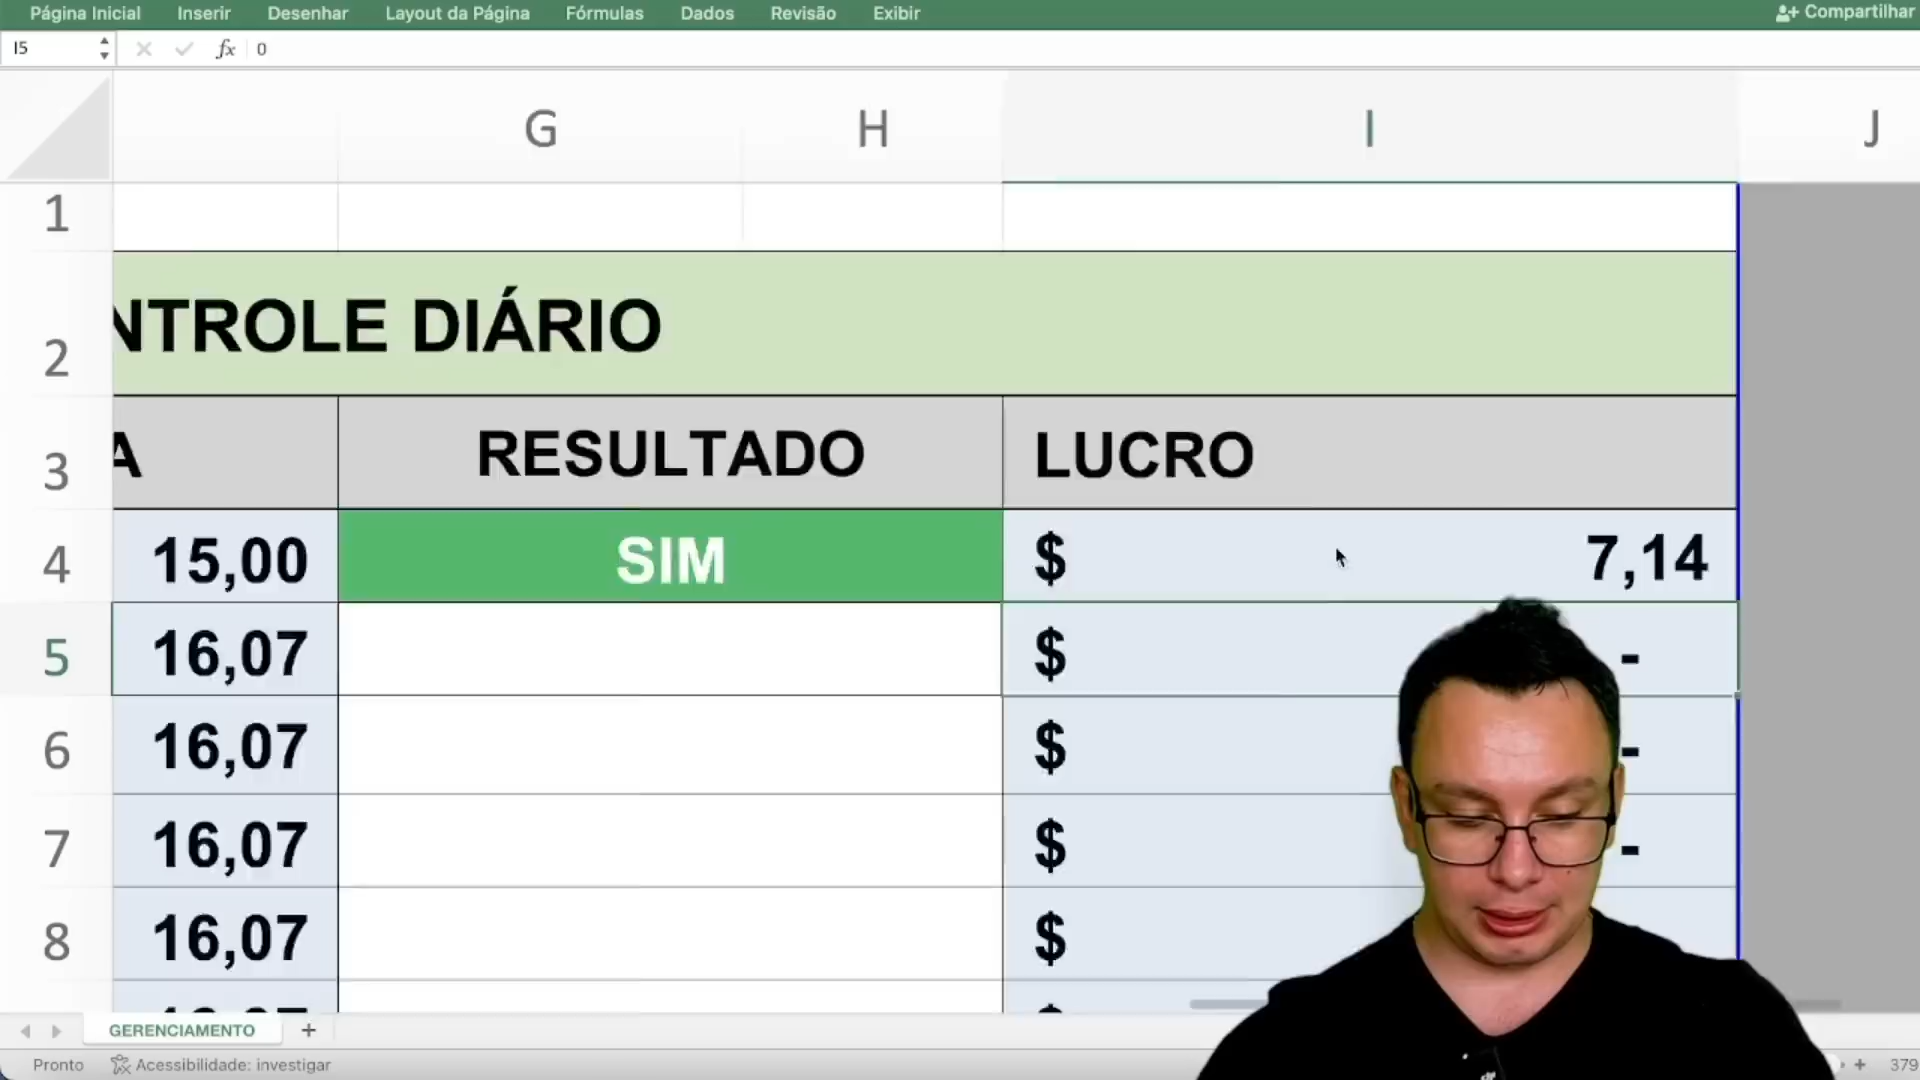 Página Inicial Inserir Desenhar Layout da Página Fórmulas Dados Revisão Exibir Compartilhar
I5 fx 0
G H I J
1
2 NTROLE DIÁRIO
3 A RESULTADO LUCRO
4 15,00 SIM $ 7,14
5 16,07 $ -
6 16,07 $ -
7 16,07 $ -
8 16,07 $
GERENCIAMENTO +
Pronto Acessibilidade: investigar + 379